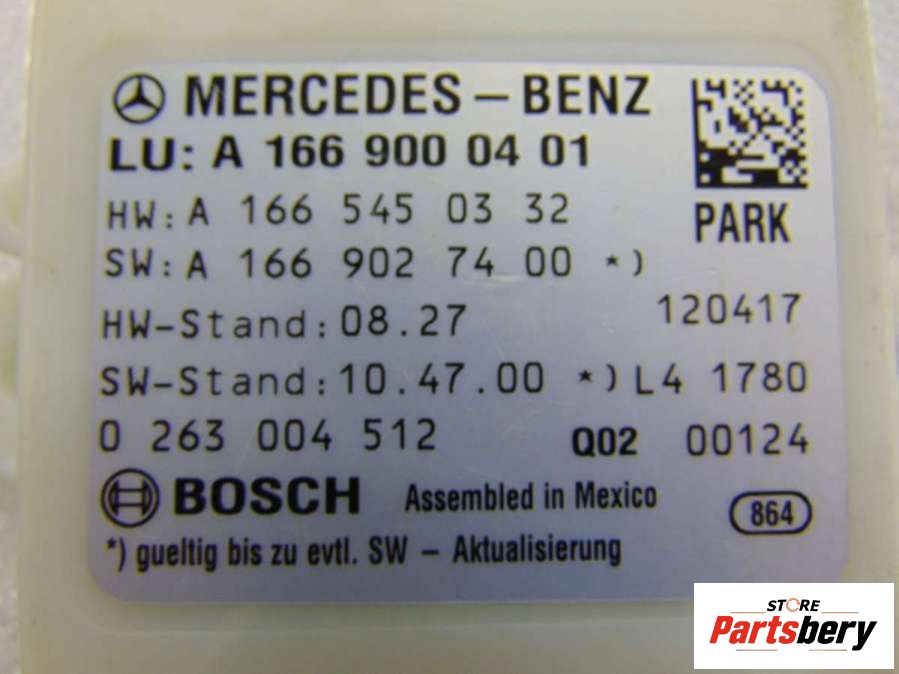 MERCEDES – BENZ
LU: A 166 900 04 01
HW: A 166 545 03 32
PARK
SW: A 166 902 74 00 *)
HW-Stand: 08.27 120417
SW-Stand: 10.47.00 *) L4 1780
0 263 004 512 Q02 00124
BOSCH Assembled in Mexico 864
*) gueltig bis zu evtl. SW – Aktualisierung
STORE
Partsbery